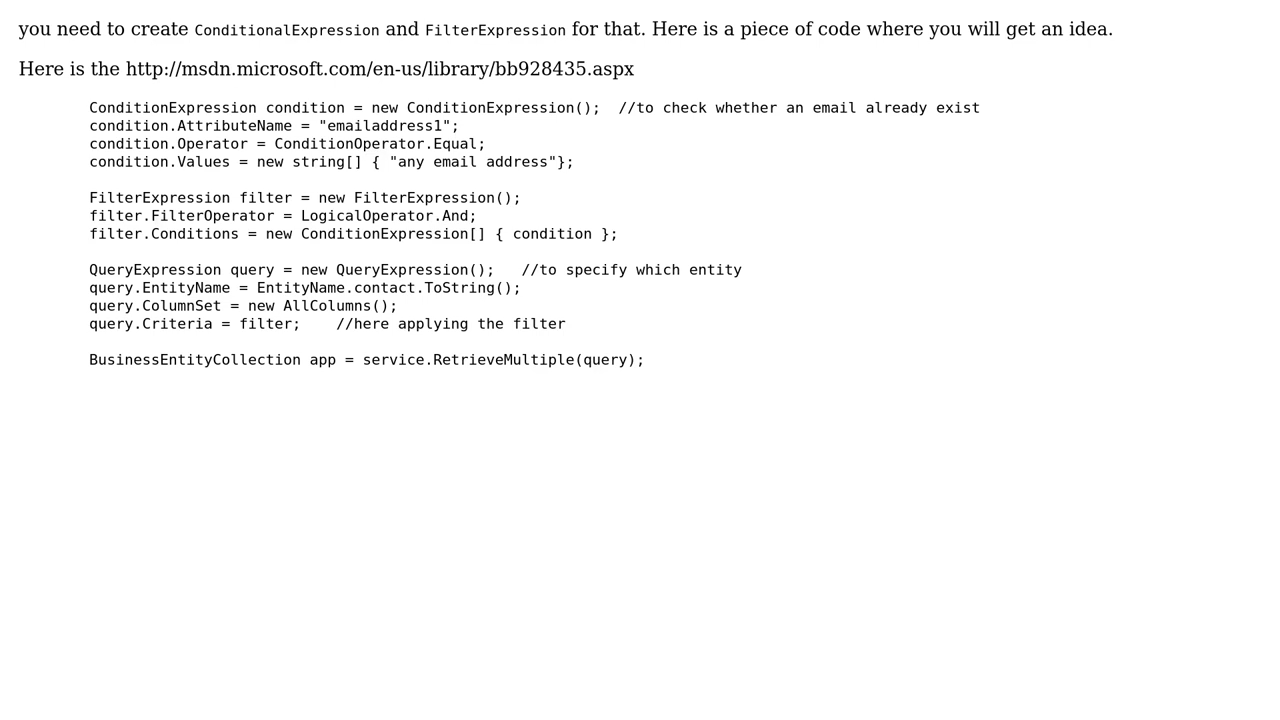 you need to create ConditionalExpression and FilterExpression for that. Here is a piece of code where you will get an idea.
Here is the http://msdn.microsoft.com/en-us/library/bb928435.aspx
ConditionExpression condition = new ConditionExpression();  //to check whether an email already exist
condition.AttributeName = "emailaddress1";
condition.Operator = ConditionOperator.Equal;
condition.Values = new string[] { "any email address"};
FilterExpression filter = new FilterExpression();
filter.FilterOperator = LogicalOperator.And;
filter.Conditions = new ConditionExpression[] { condition };
QueryExpression query = new QueryExpression();   //to specify which entity
query.EntityName = EntityName.contact.ToString();
query.ColumnSet = new AllColumns();
query.Criteria = filter;    //here applying the filter
BusinessEntityCollection app = service.RetrieveMultiple(query);